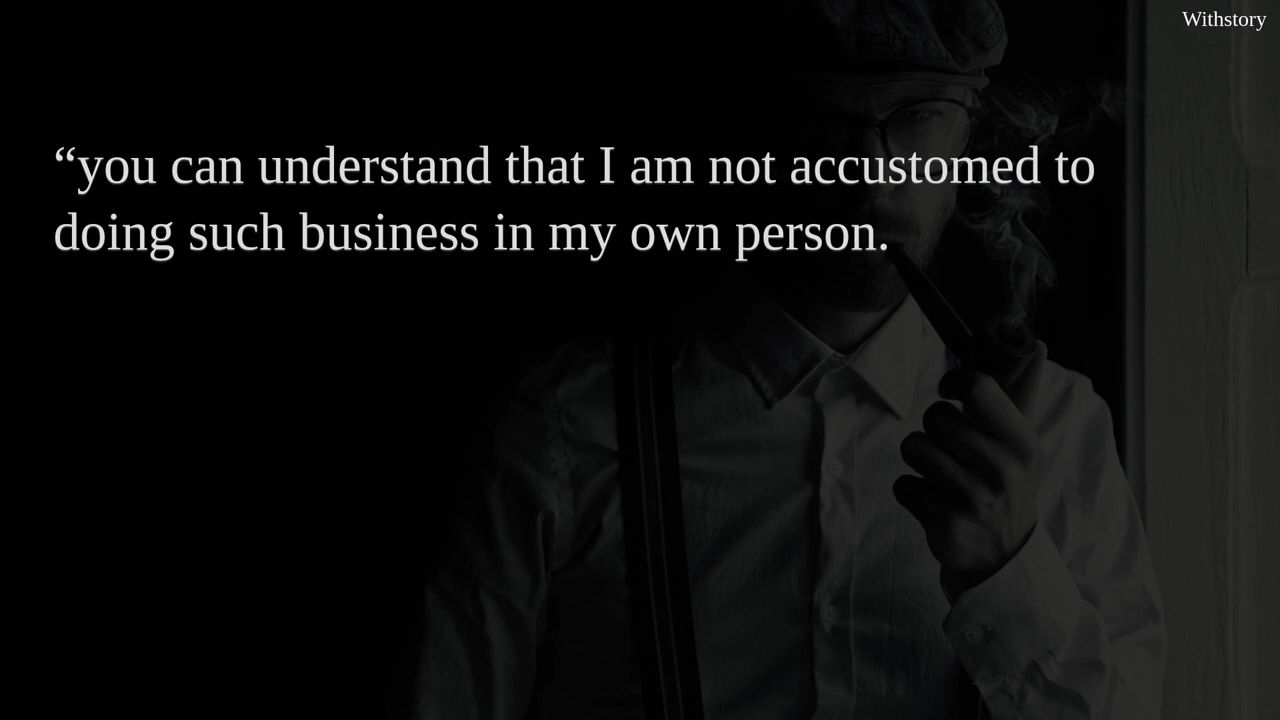 Withstory
“you can understand that I am not accustomed to
doing such business in my own person.